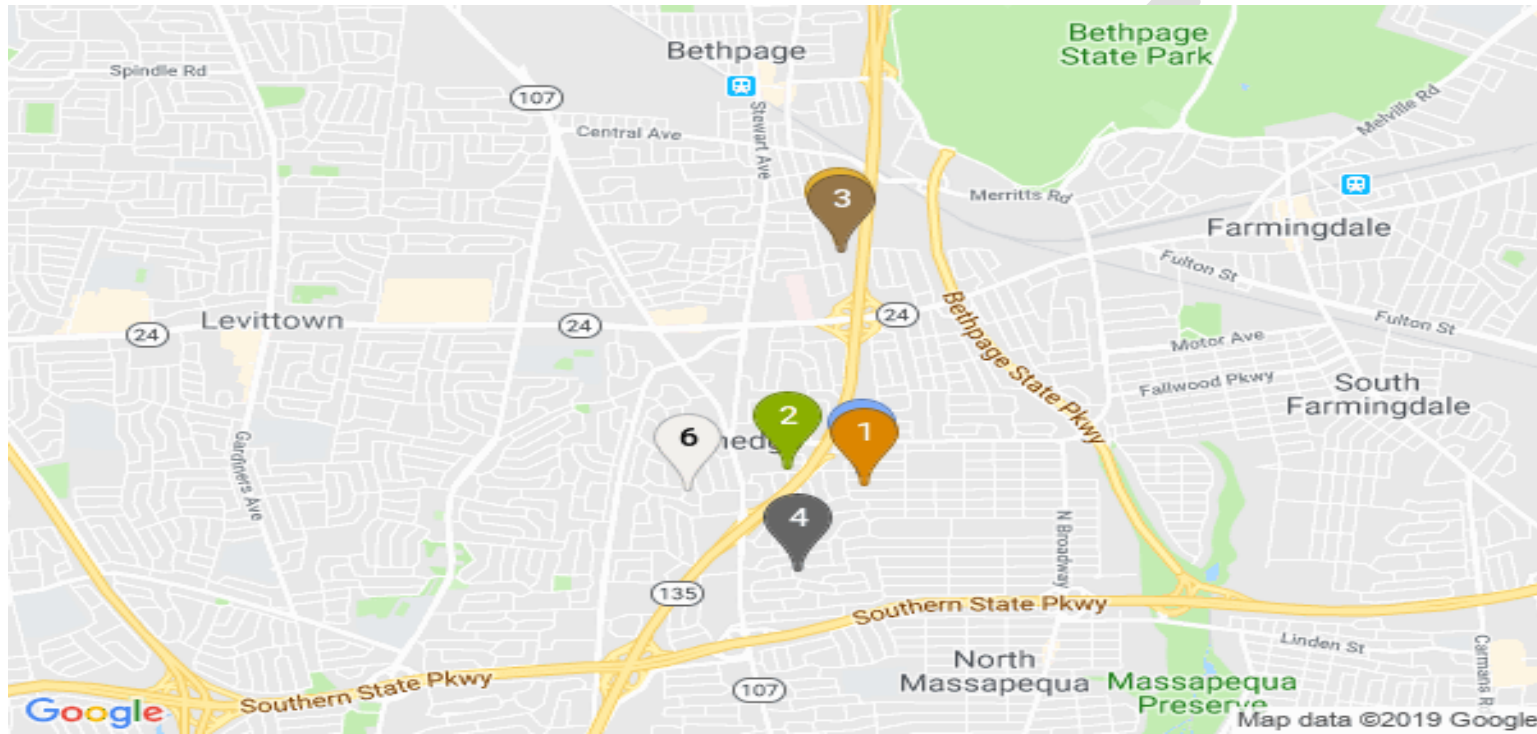 Bethpage
Bethpage
State Park
Spindle Rd
107
Stewart Ave
Central Ave
Melville Rd
3
Merritts Rd
Farmingdale
Fulton St
Levittown
24
24
24
Bethpage State Pkwy
Fulton St
Motor Ave
Fallwood Pkwy
South
Farmingdale
Gardiners Ave
6
nedg
2
1
4
N Broadway
135
Southern State Pkwy
Linden St
Carmans R
North
Massapequa
Massapequa
Preserve
107
Southern State Pkwy
Google
Map data ©2019 Google